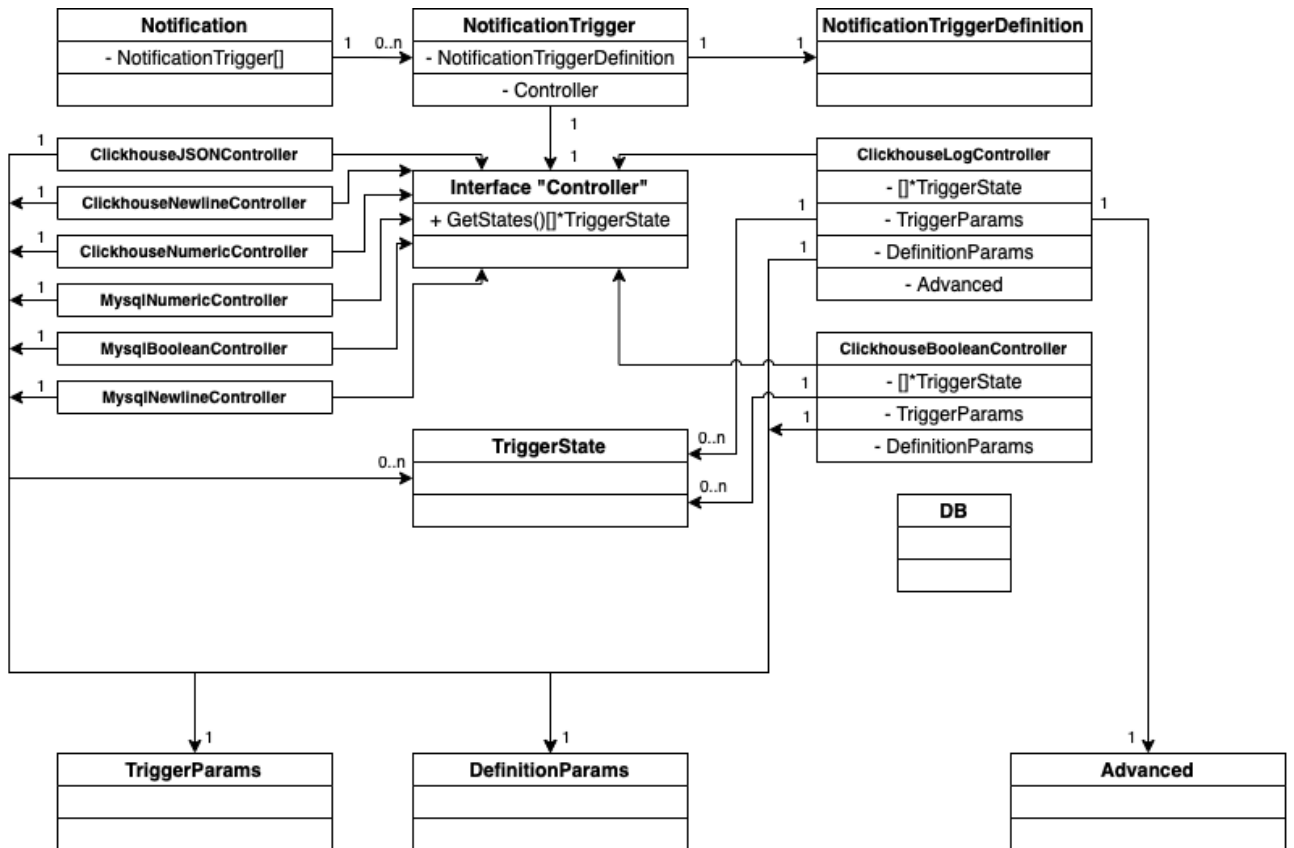 Notification
- NotificationTrigger[]
1
0..n
NotificationTrigger
- NotificationTriggerDefinition
- Controller
1
1
NotificationTriggerDefinition
1
1
1
ClickhouseJSONController
1
ClickhouseNewlineController
1
ClickhouseNumericController
1
MysqlNumericController
1
MysqlBooleanController
1
MysqlNewlineController
Interface "Controller"
+ GetStates()[]*TriggerState
ClickhouseLogController
- []*TriggerState
1
- TriggerParams
1
1
- DefinitionParams
- Advanced
ClickhouseBooleanController
1
- []*TriggerState
1
- TriggerParams
- DefinitionParams
0..n
TriggerState
0..n
0..n
DB
1
TriggerParams
1
DefinitionParams
1
Advanced